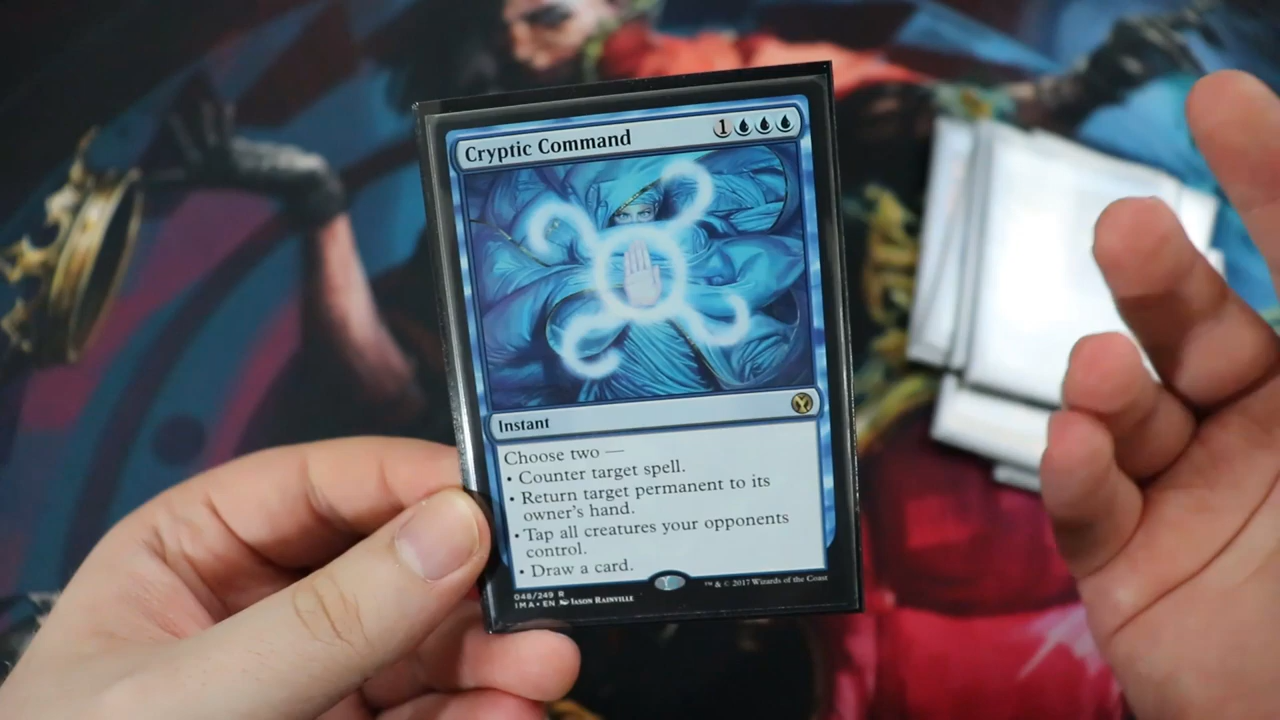 Cryptic Command 1
Instant
Choose two —
• Counter target spell.
• Return target permanent to its
owner's hand.
• Tap all creatures your opponents
control.
• Draw a card.
048/249 R
IMA • EN Jason Rainville
™ & © 2017 Wizards of the Coast